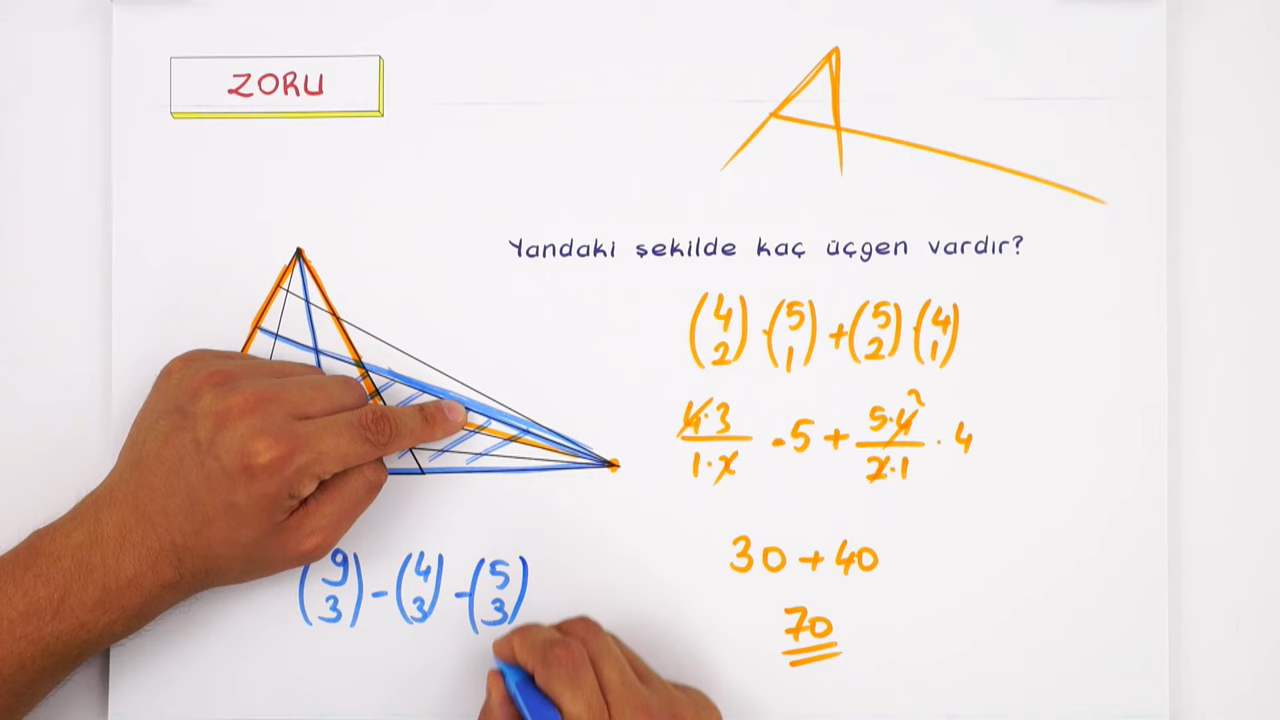 ZORU
Yandaki şekilde kaç üçgen vardır?
(4 2) · (5 1) + (5 2) · (4 1)
4·3/1·2 · 5 + 5·4/2·1 · 4
30 + 40
70
(9 3) - (4 3) - (5 3)